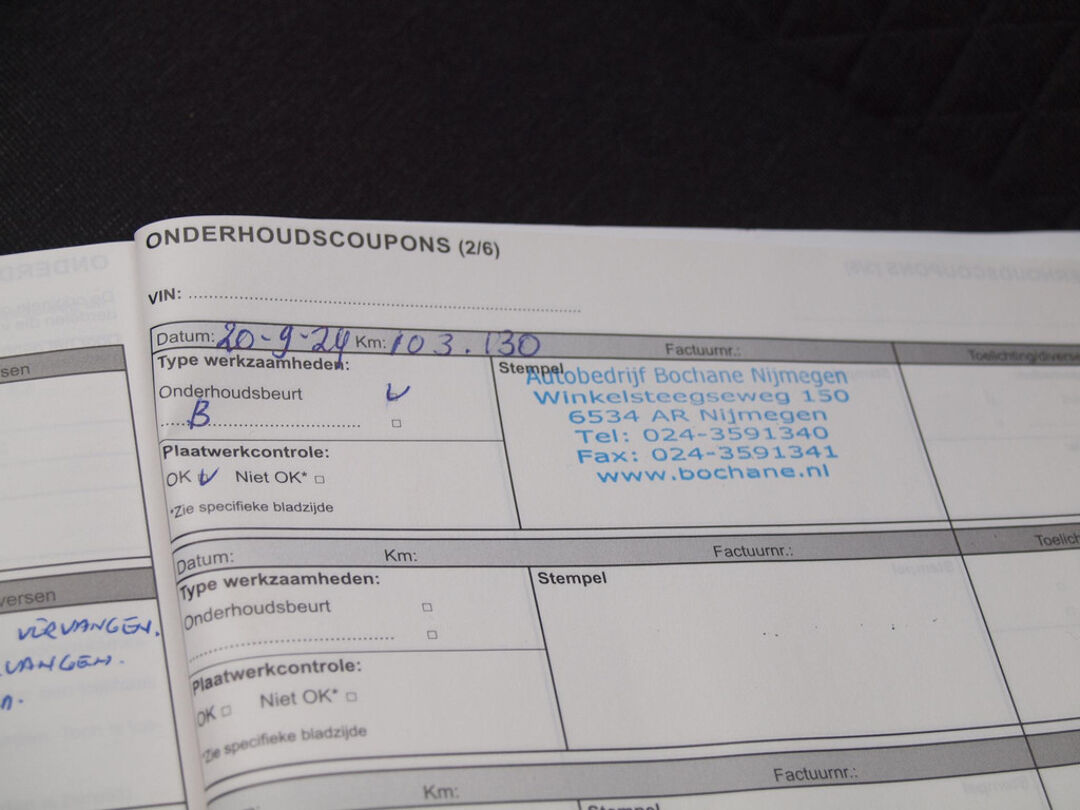 ONDERHOUDSCOUPONS (2/6)
VIN:
Datum: 20-9-24 Km: 103.130 Factuurnr.: Toelichting/diverse
Type werkzaamheden:
Onderhoudsbeurt
B
Plaatwerkcontrole:
OK Niet OK*
*Zie specifieke bladzijde
Stempel
Autobedrijf Bochane Nijmegen
Winkelsteegseweg 150
6534 AR Nijmegen
Tel: 024-3591340
Fax: 024-3591341
www.bochane.nl
Datum: Km: Factuurnr.: Toelich
Type werkzaamheden:
Onderhoudsbeurt
Plaatwerkcontrole:
OK Niet OK*
*Zie specifieke bladzijde
Stempel
Km: Factuurnr.:
Stempel
sen
versen
VERVANGEN.
VANGEN.